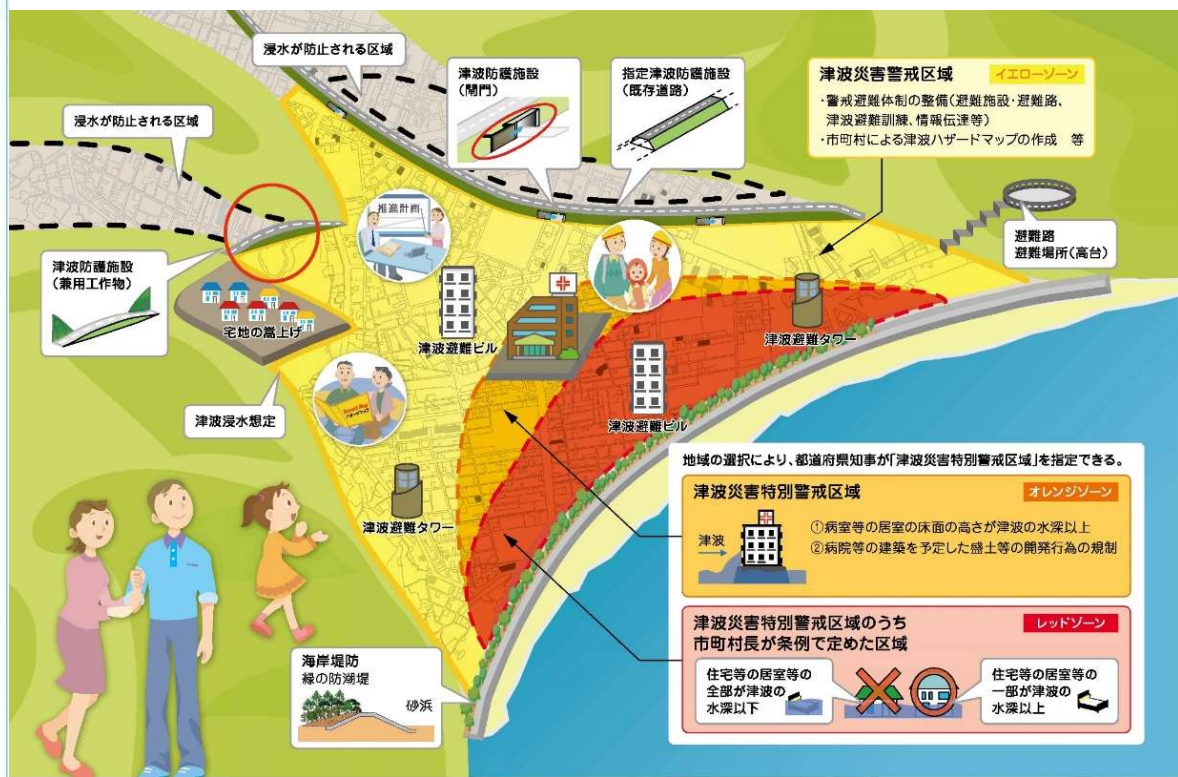 浸水が防止される区域
津波防護施設
(閘門)
指定津波防護施設
(既存道路)
津波災害警戒区域
イエローゾーン
・警戒避難体制の整備(避難施設・避難路、
津波避難訓練、情報伝達等)
・市町村による津波ハザードマップの作成 等
浸水が防止される区域
推進計画
避難路
避難場所(高台)
津波防護施設
(兼用工作物)
宅地の嵩上げ
津波避難ビル
津波避難タワー
津波浸水想定
津波避難ビル
津波避難タワー
地域の選択により、都道府県知事が「津波災害特別警戒区域」を指定できる。
津波災害特別警戒区域
オレンジゾーン
津波
①病室等の居室の床面の高さが津波の水深以上
②病院等の建築を予定した盛土等の開発行為の規制
津波災害特別警戒区域のうち
市町村長が条例で定めた区域
レッドゾーン
住宅等の居室等の
全部が津波の
水深以下
住宅等の居室等の
一部が津波の
水深以上
海岸堤防
緑の防潮堤
砂浜